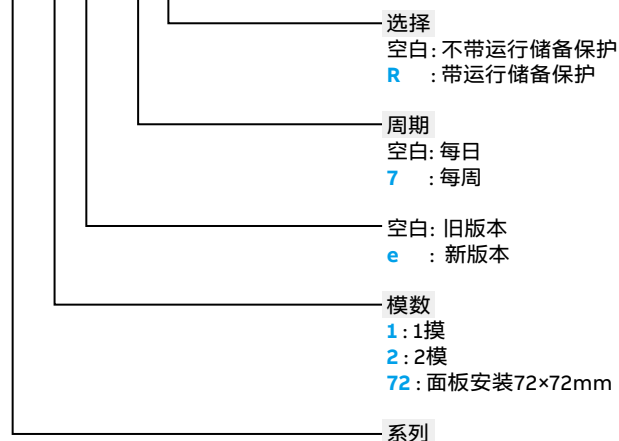 选择
空白: 不带运行储备保护
R : 带运行储备保护
周期
空白: 每日
7 : 每周
空白: 旧版本
e : 新版本
模数
1 : 1摸
2 : 2模
72 : 面板安装72×72mm
系列